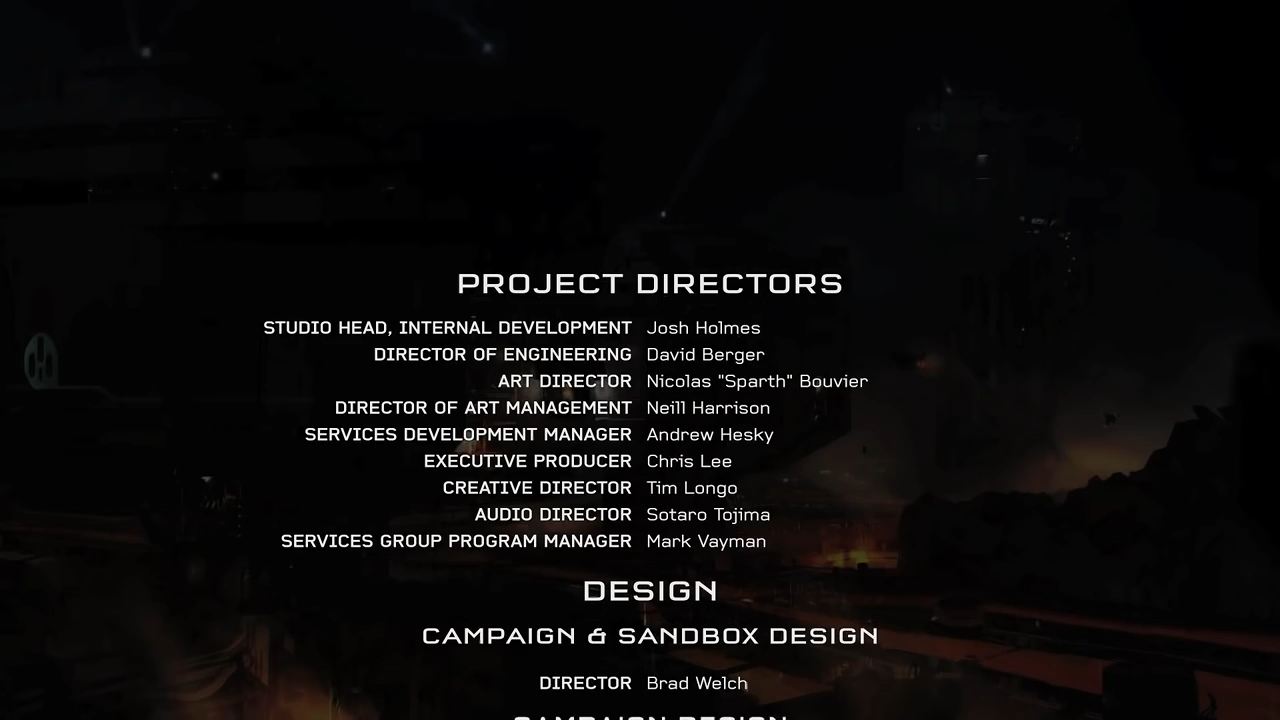 PROJECT DIRECTORS
STUDIO HEAD, INTERNAL DEVELOPMENT Josh Holmes
DIRECTOR OF ENGINEERING David Berger
ART DIRECTOR Nicolas "Sparth" Bouvier
DIRECTOR OF ART MANAGEMENT Neill Harrison
SERVICES DEVELOPMENT MANAGER Andrew Hesky
EXECUTIVE PRODUCER Chris Lee
CREATIVE DIRECTOR Tim Longo
AUDIO DIRECTOR Sotaro Tojima
SERVICES GROUP PROGRAM MANAGER Mark Vayman
DESIGN
CAMPAIGN & SANDBOX DESIGN
DIRECTOR Brad Welch
CAMPAIGN DESIGN